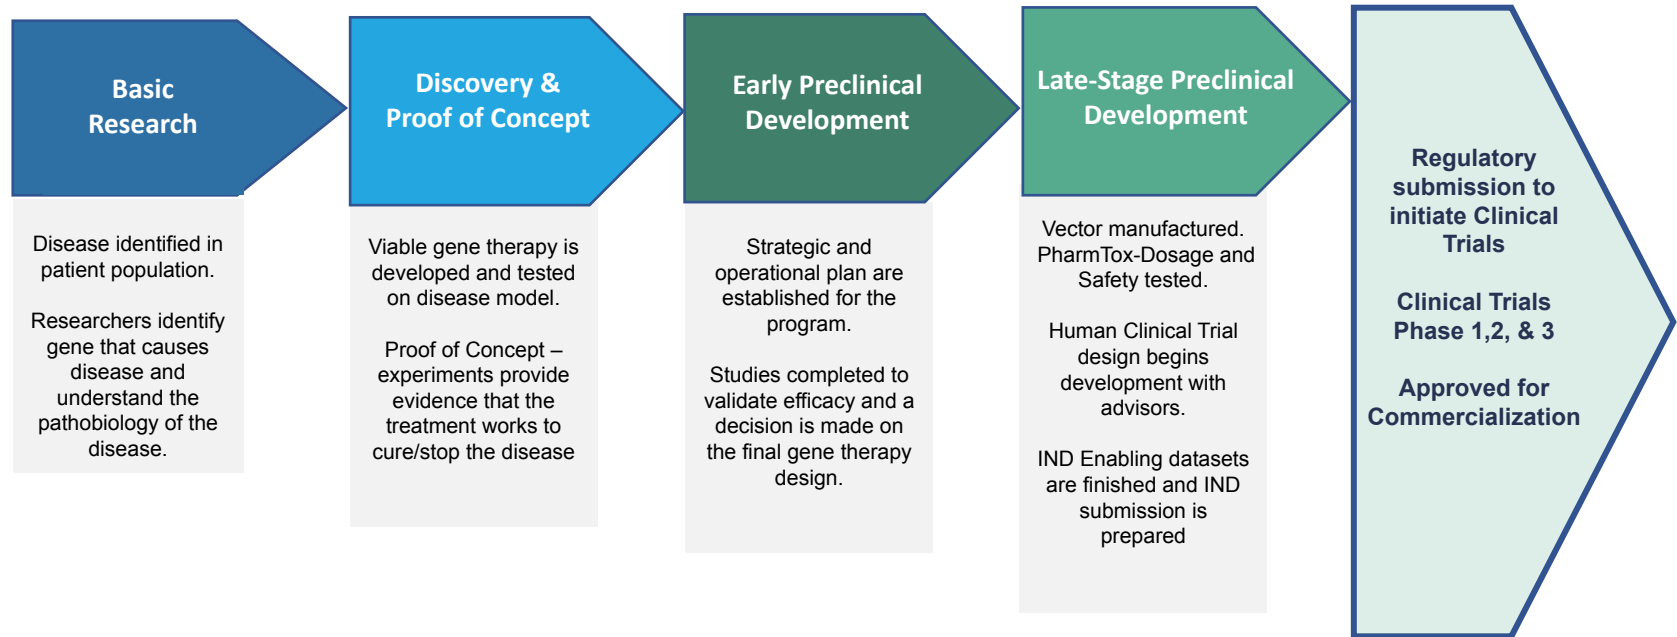 Basic
Research
Disease identified in
patient population.
Researchers identify
gene that causes
disease and
understand the
pathobiology of the
disease.
Discovery &
Proof of Concept
Viable gene therapy is
developed and tested
on disease model.
Proof of Concept –
experiments provide
evidence that the
treatment works to
cure/stop the disease
Early Preclinical
Development
Strategic and
operational plan are
established for the
program.
Studies completed to
validate efficacy and a
decision is made on
the final gene therapy
design.
Late-Stage Preclinical
Development
Vector manufactured.
PharmTox-Dosage and
Safety tested.
Human Clinical Trial
design begins
development with
advisors.
IND Enabling datasets
are finished and IND
submission is
prepared
Regulatory
submission to
initiate Clinical
Trials
Clinical Trials
Phase 1,2, & 3
Approved for
Commercialization